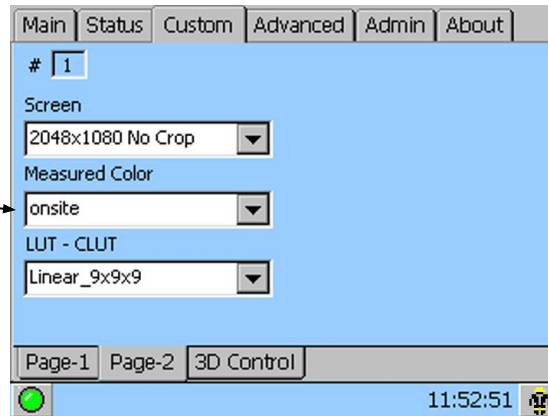 Main Status Custom Advanced Admin About
# 1
Screen
2048x1080 No Crop
Measured Color
onsite
LUT - CLUT
Linear_9x9x9
Page-1 Page-2 3D Control
11:52:51